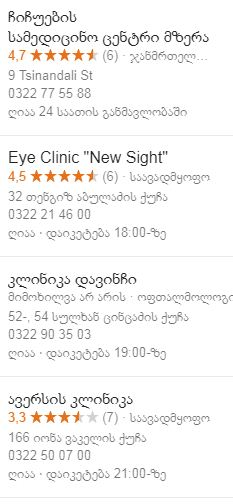 ჩიჩუების
სამედიცინო ცენტრი მზერა
4,7 (6) · ჯანმრთელ...
9 Tsinandali St
0322 77 55 88
ღიაა 24 საათის განმავლობაში
Eye Clinic "New Sight"
4,5 (6) · საავადმყოფო
32 თენგიზ აბულაძის ქუჩა
0322 21 46 00
ღიაა · დაიკეტება 18:00-ზე
კლინიკა დავინჩი
მიმოხილვა არ არის · ოფთალმოლოგი
52-, 54 სულხან ცინცაძის ქუჩა
0322 90 35 03
ღიაა · დაიკეტება 19:00-ზე
ავერსის კლინიკა
3,3 (7) · საავადმყოფო
166 იონა ვაკელის ქუჩა
0322 50 07 00
ღიაა · დაიკეტება 21:00-ზე